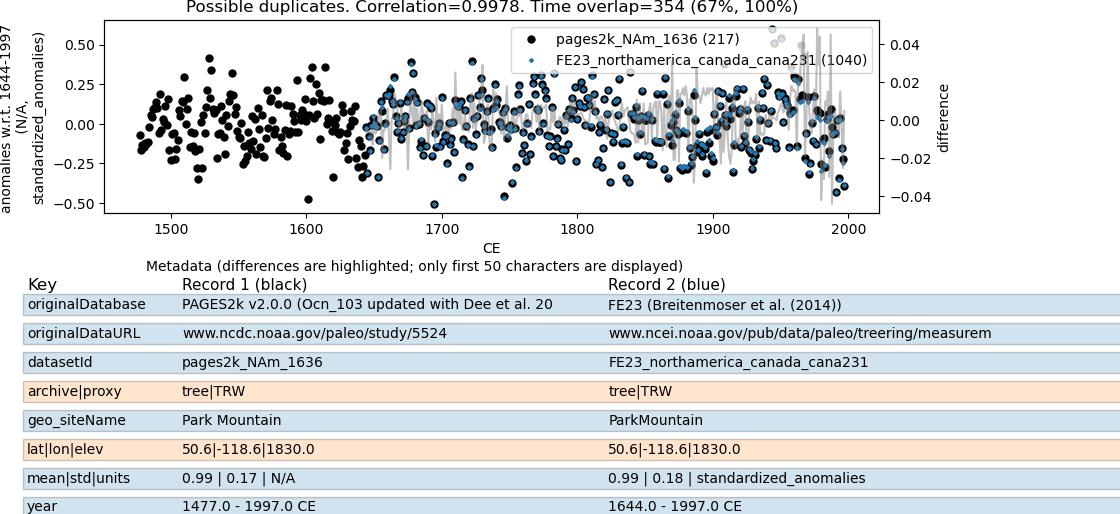 Possible duplicates. Correlation=0.9978. Time overlap=354 (67%, 100%)
anomalies w.r.t. 1644-1997
(N/A,
standardized_anomalies)
0.50
0.25
0.00
−0.25
−0.50
pages2k_NAm_1636 (217)
FE23_northamerica_canada_cana231 (1040)
0.04
0.02
0.00
−0.02
−0.04
difference
1500 1600 1700 1800 1900 2000
CE
Metadata (differences are highlighted; only first 50 characters are displayed)
Key Record 1 (black) Record 2 (blue)
originalDatabase PAGES2k v2.0.0 (Ocn_103 updated with Dee et al. 20 FE23 (Breitenmoser et al. (2014))
originalDataURL www.ncdc.noaa.gov/paleo/study/5524 www.ncei.noaa.gov/pub/data/paleo/treering/measurem
datasetId pages2k_NAm_1636 FE23_northamerica_canada_cana231
archive|proxy tree|TRW tree|TRW
geo_siteName Park Mountain ParkMountain
lat|lon|elev 50.6|-118.6|1830.0 50.6|-118.6|1830.0
mean|std|units 0.99 | 0.17 | N/A 0.99 | 0.18 | standardized_anomalies
year 1477.0 - 1997.0 CE 1644.0 - 1997.0 CE